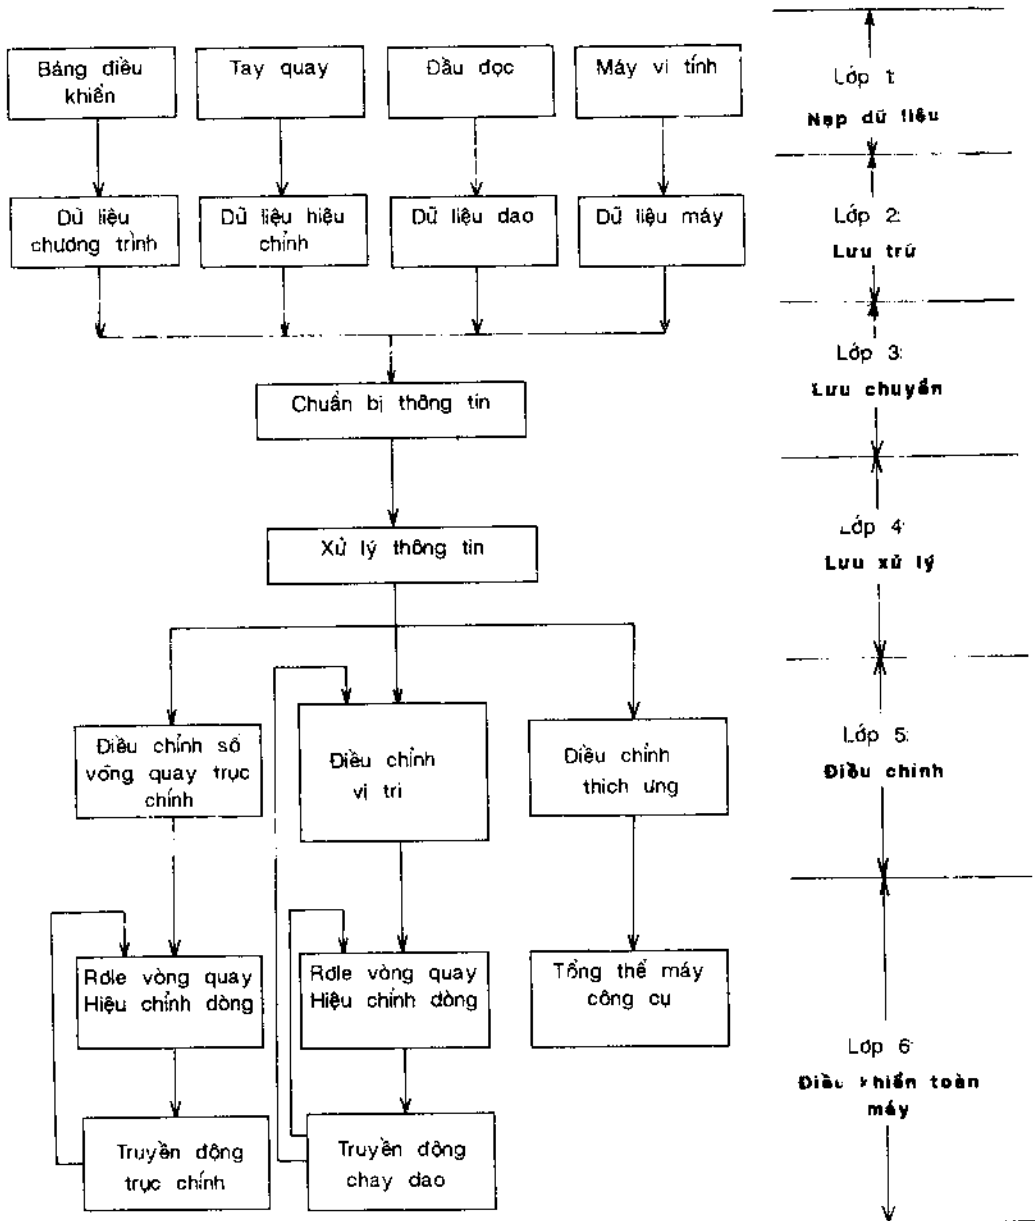 Bảng điều
khiển
Tay quay
Đầu đọc
Máy vi tính
Lớp 1:
Nạp dữ liệu
Dữ liệu
chương trình
Dữ liệu hiệu
chỉnh
Dữ liệu dao
Dữ liệu máy
Lớp 2:
Lưu trữ
Lớp 3:
Lưu chuyển
Chuẩn bị thông tin
Xử lý thông tin
Lớp 4:
Lưu xử lý
Điều chỉnh số
vòng quay trục
chính
Điều chỉnh
vị trí
Điều chỉnh
thích ứng
Lớp 5:
Điều chỉnh
Rơle vòng quay
Hiệu chỉnh dòng
Rơle vòng quay
Hiệu chỉnh dòng
Tổng thể máy
công cụ
Lớp 6:
Điều khiển toàn
máy
Truyền động
trục chính
Truyền động
chạy dao